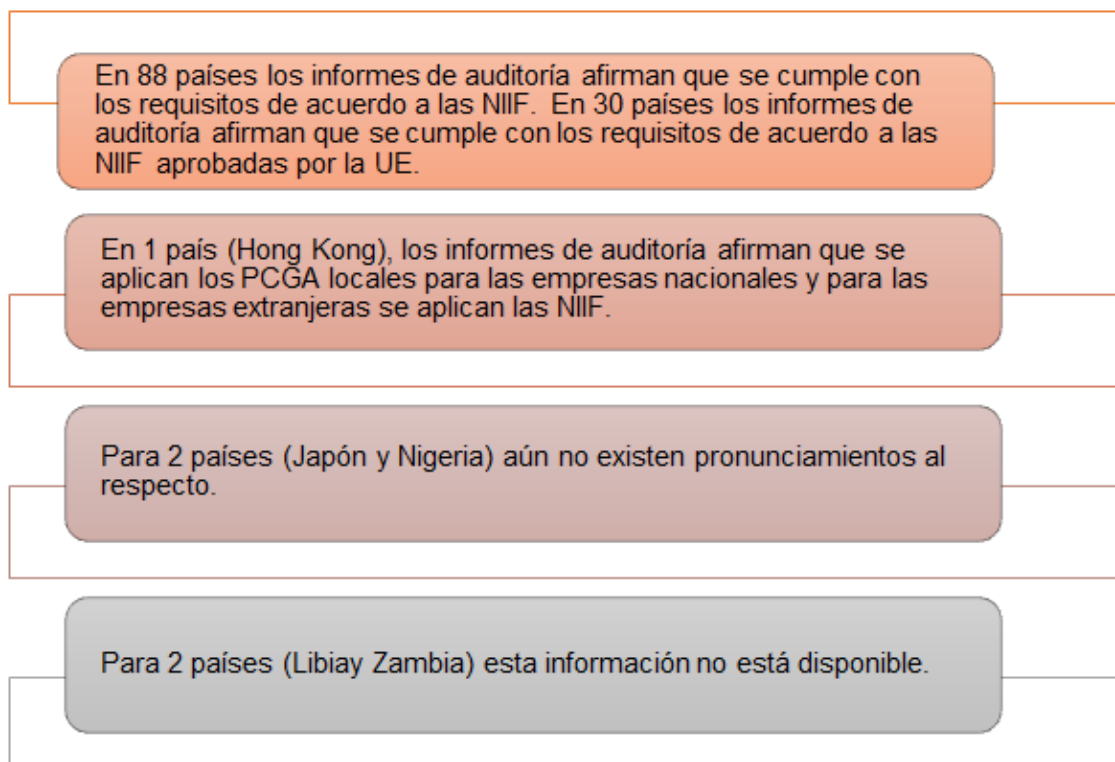 En 88 países los informes de auditoría afirman que se cumple con
los requisitos de acuerdo a las NIIF. En 30 países los informes de
auditoría afirman que se cumple con los requisitos de acuerdo a las
NIIF aprobadas por la UE.
En 1 país (Hong Kong), los informes de auditoría afirman que se
aplican los PCGA locales para las empresas nacionales y para las
empresas extranjeras se aplican las NIIF.
Para 2 países (Japón y Nigeria) aún no existen pronunciamientos al
respecto.
Para 2 países (Libiay Zambia) esta información no está disponible.